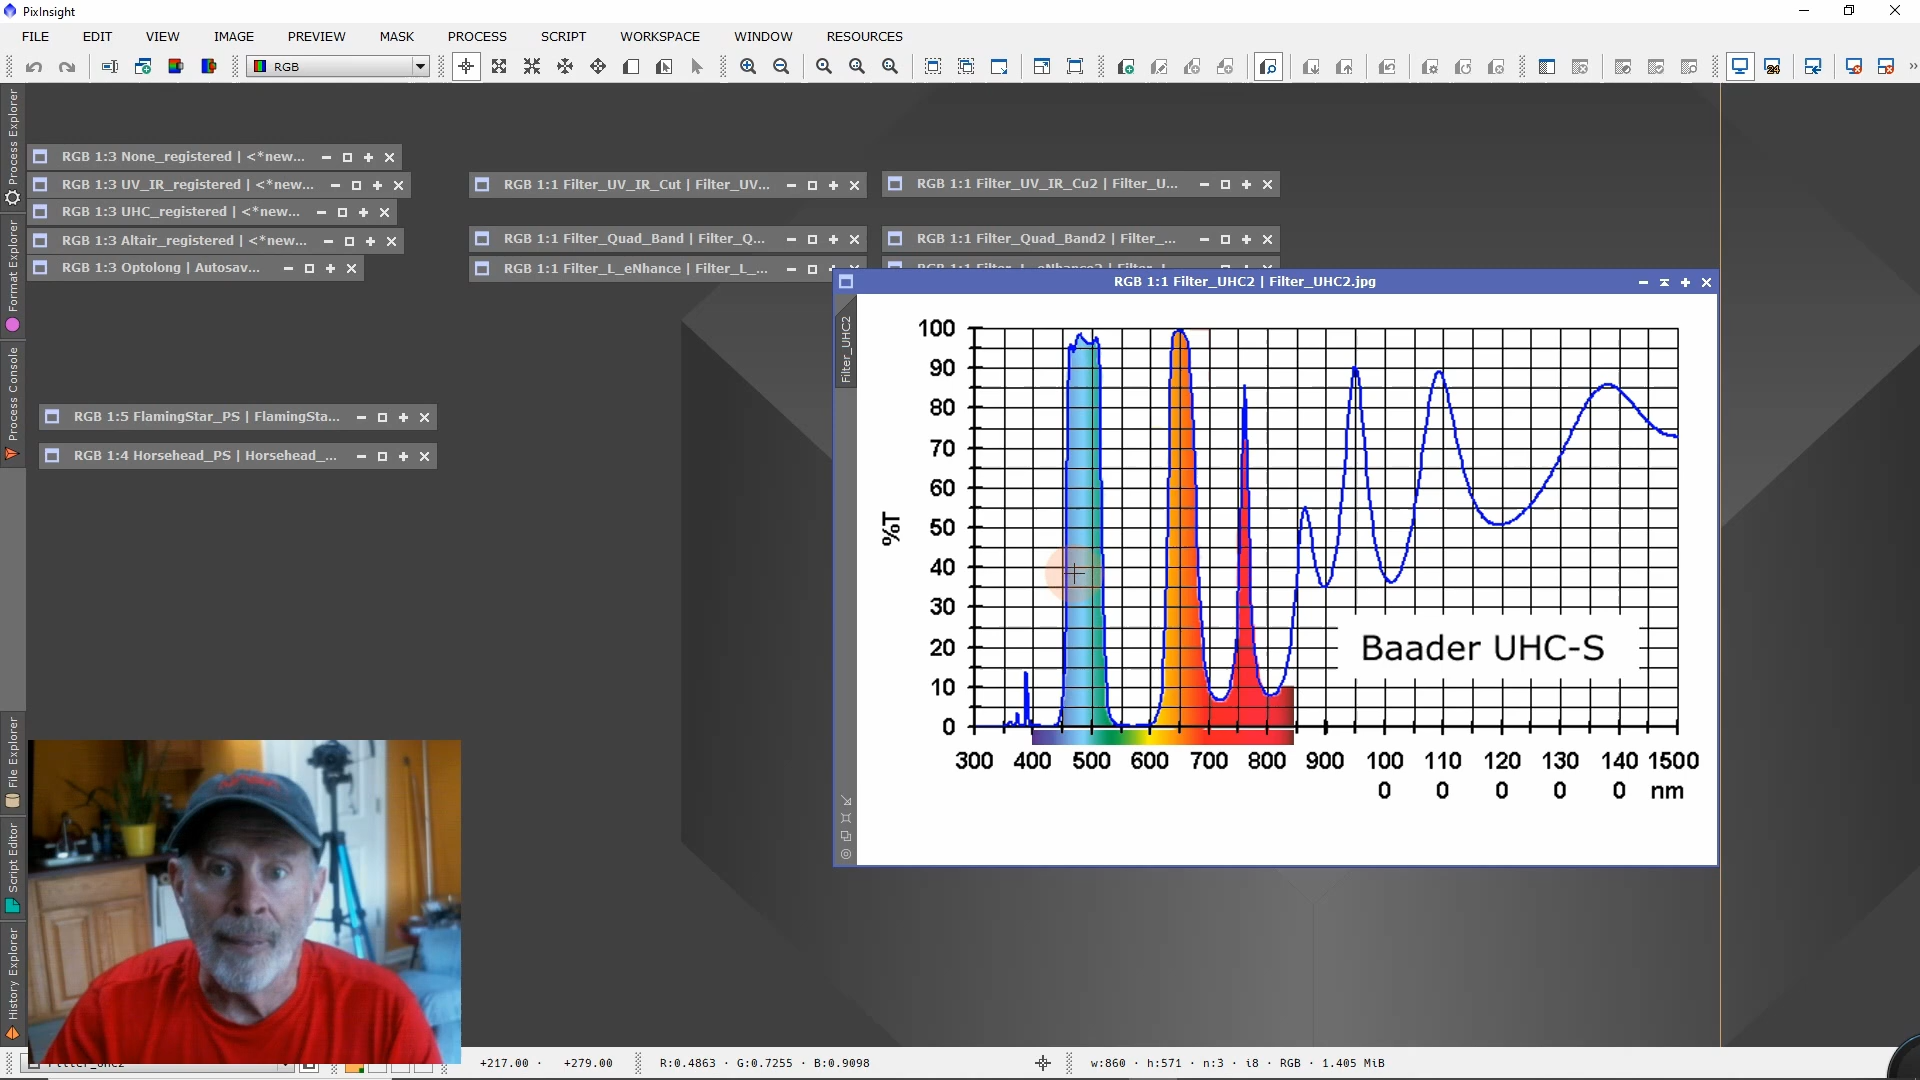 PixInsight
FILE EDIT VIEW IMAGE PREVIEW MASK PROCESS SCRIPT WORKSPACE WINDOW RESOURCES
RGB
Process Explorer
Format Explorer
Process Console
File Explorer
Script Editor
History Explorer
RGB 1:3 None_registered | <*new...
RGB 1:3 UV_IR_registered | <*new...
RGB 1:3 UHC_registered | <*new...
RGB 1:3 Altair_registered | <*new...
RGB 1:3 Optolong | Autosav...
RGB 1:1 Filter_UV_IR_Cut | Filter_UV...
RGB 1:1 Filter_UV_IR_Cu2 | Filter_U...
RGB 1:1 Filter_Quad_Band | Filter_Q...
RGB 1:1 Filter_Quad_Band2 | Filter_...
RGB 1:1 Filter_L_eNhance | Filter_L_...
RGB 1:1 Filter_L_eNhance2 | Filter_L
RGB 1:5 FlamingStar_PS | FlamingSta...
RGB 1:4 Horsehead_PS | Horsehead_...
RGB 1:1 Filter_UHC2 | Filter_UHC2.jpg
Filter_UHC2
%T
100
90
80
70
60
50
40
30
20
10
0
Baader UHC-S
300 400 500 600 700 800 900 100 110 120 130 140 1500
0 0 0 0 0 nm
Filter_UHC2
+217.00 · +279.00 R:0.4863 · G:0.7255 · B:0.9098 w:860 · h:571 · n:3 · i8 · RGB · 1.405 MiB